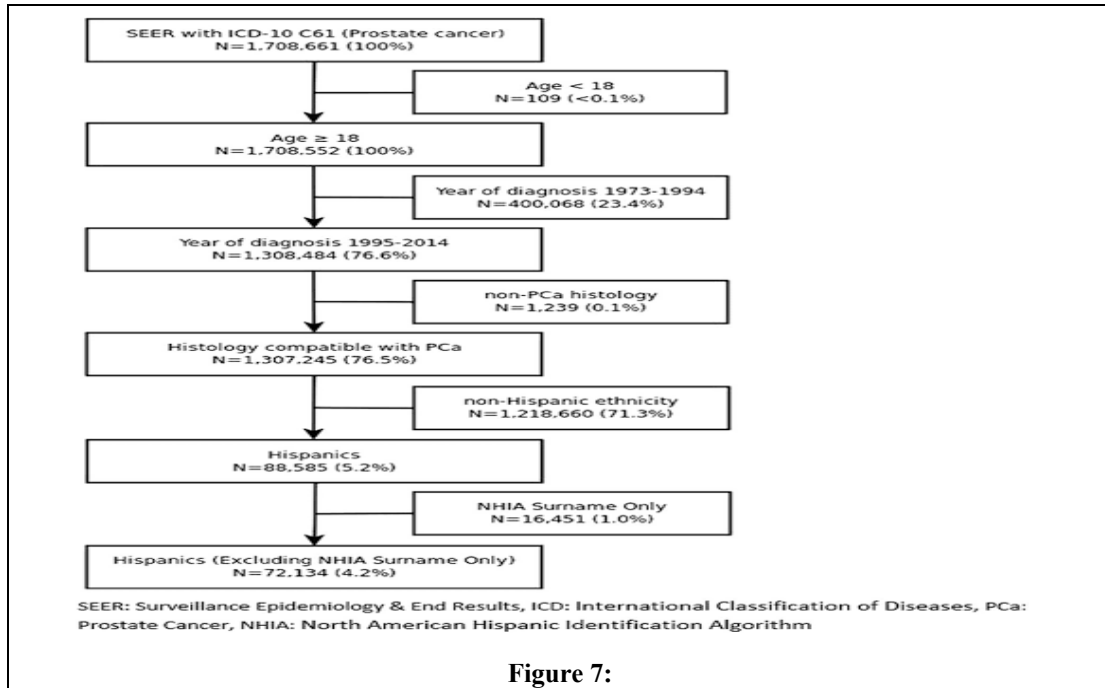 SEER with ICD-10 C61 (Prostate cancer)
N=1,708,661 (100%)
Age < 18
N=109 (<0.1%)
Age ≥ 18
N=1,708,552 (100%)
Year of diagnosis 1973-1994
N=400,068 (23.4%)
Year of diagnosis 1995-2014
N=1,308,484 (76.6%)
non-PCa histology
N=1,239 (0.1%)
Histology compatible with PCa
N=1,307,245 (76.5%)
non-Hispanic ethnicity
N=1,218,660 (71.3%)
Hispanics
N=88,585 (5.2%)
NHIA Surname Only
N=16,451 (1.0%)
Hispanics (Excluding NHIA Surname Only)
N=72,134 (4.2%)
SEER: Surveillance Epidemiology & End Results, ICD: International Classification of Diseases, PCa:
Prostate Cancer, NHIA: North American Hispanic Identification Algorithm
Figure 7: